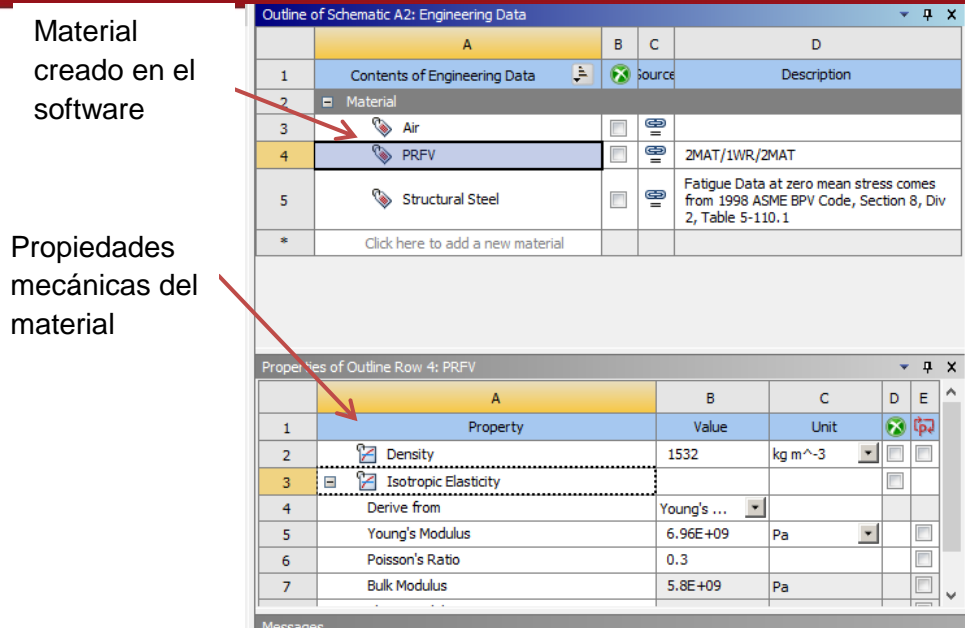 Material
creado en el
software
Propiedades
mecánicas del
material
Outline of Schematic A2: Engineering Data
A B C D
1 Contents of Engineering Data Source Description
2 Material
3 Air
4 PRFV 2MAT/1WR/2MAT
5 Structural Steel Fatigue Data at zero mean stress comes
from 1998 ASME BPV Code, Section 8, Div
2, Table 5-110.1
* Click here to add a new material
Properties of Outline Row 4: PRFV
A B C D E
1 Property Value Unit
2 Density 1532 kg m^-3
3 Isotropic Elasticity
4 Derive from Young's ...
5 Young's Modulus 6.96E+09 Pa
6 Poisson's Ratio 0.3
7 Bulk Modulus 5.8E+09 Pa
Messages